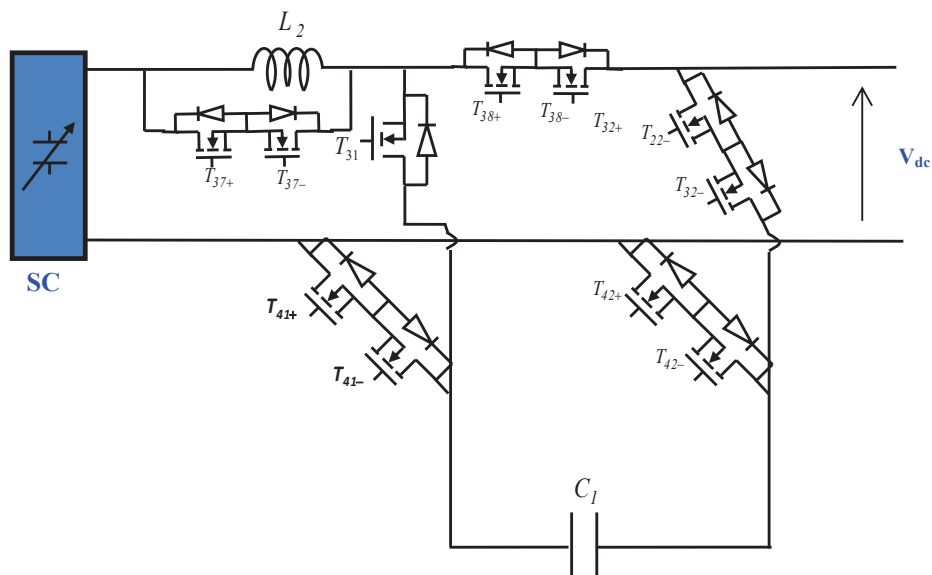 L2
T38+
T38–
T32+
T22–
T31
T37+
T37–
T32–
Vdc
SC
T41+
T42+
T41–
T42–
C1